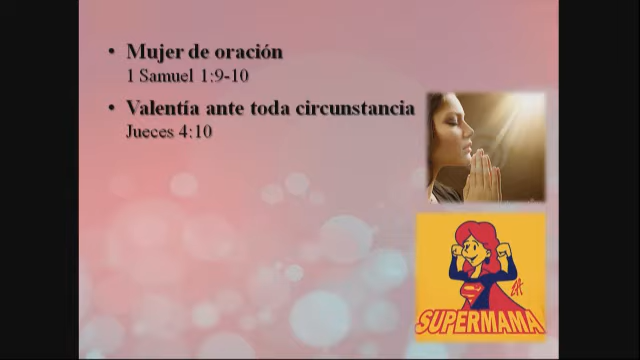 • Mujer de oración
1 Samuel 1:9-10
• Valentía ante toda circunstancia
Jueces 4:10
SUPERMAMA